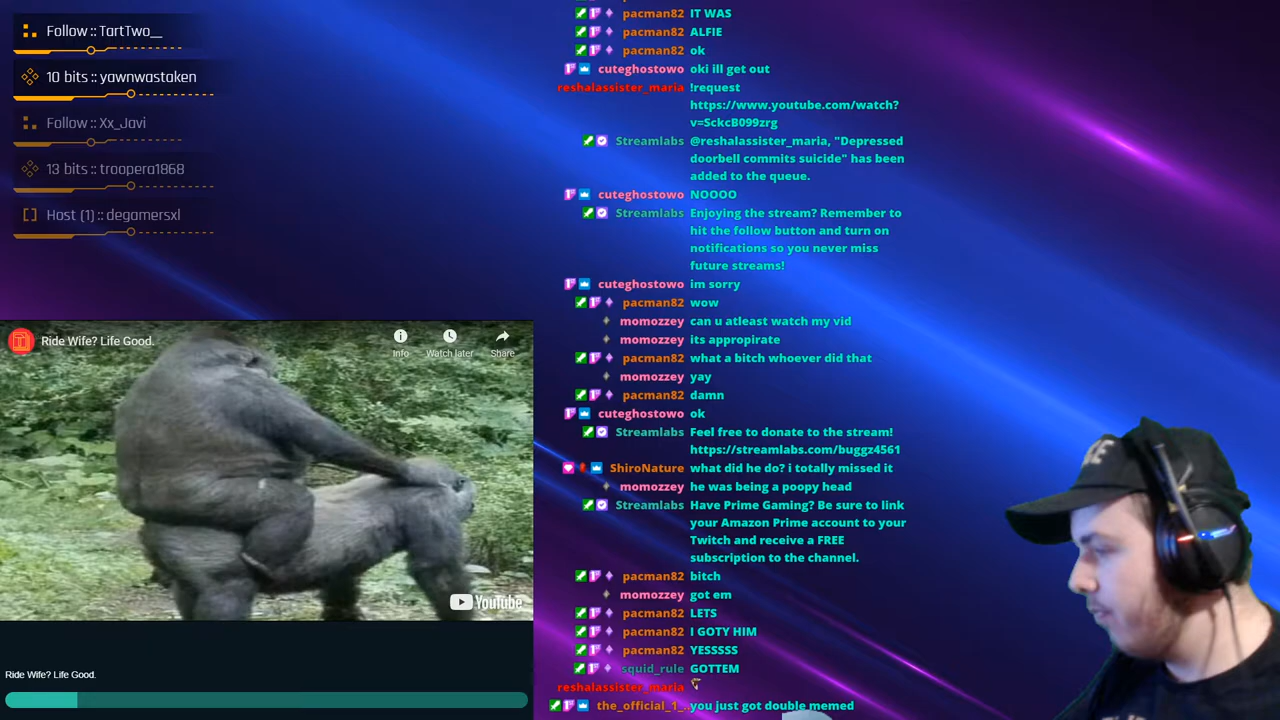 Follow :: TartTwo__
10 bits :: yawnwastaken
Follow :: Xx_Javi
13 bits :: troopera1868
Host (1) :: degamersxl
Ride Wife? Life Good.
Info
Watch later
Share
YouTube
Ride Wife? Life Good.
pacman82 IT WAS
pacman82 ALFIE
pacman82 ok
cuteghostowo oki ill get out
reshalassister_maria !request
https://www.youtube.com/watch?
v=SckcB099zrg
Streamlabs @reshalassister_maria, "Depressed
doorbell commits suicide" has been
added to the queue.
cuteghostowo NOOOO
Streamlabs Enjoying the stream? Remember to
hit the follow button and turn on
notifications so you never miss
future streams!
cuteghostowo im sorry
pacman82 wow
momozzey can u atleast watch my vid
momozzey its appropirate
pacman82 what a bitch whoever did that
momozzey yay
pacman82 damn
cuteghostowo ok
Streamlabs Feel free to donate to the stream!
https://streamlabs.com/buggz4561
ShiroNature what did he do? i totally missed it
momozzey he was being a poopy head
Streamlabs Have Prime Gaming? Be sure to link
your Amazon Prime account to your
Twitch and receive a FREE
subscription to the channel.
pacman82 bitch
momozzey got em
pacman82 LETS
pacman82 I GOTY HIM
pacman82 YESSSSS
squid_rule GOTTEM
reshalassister_maria
the_official_1_... you just got double memed